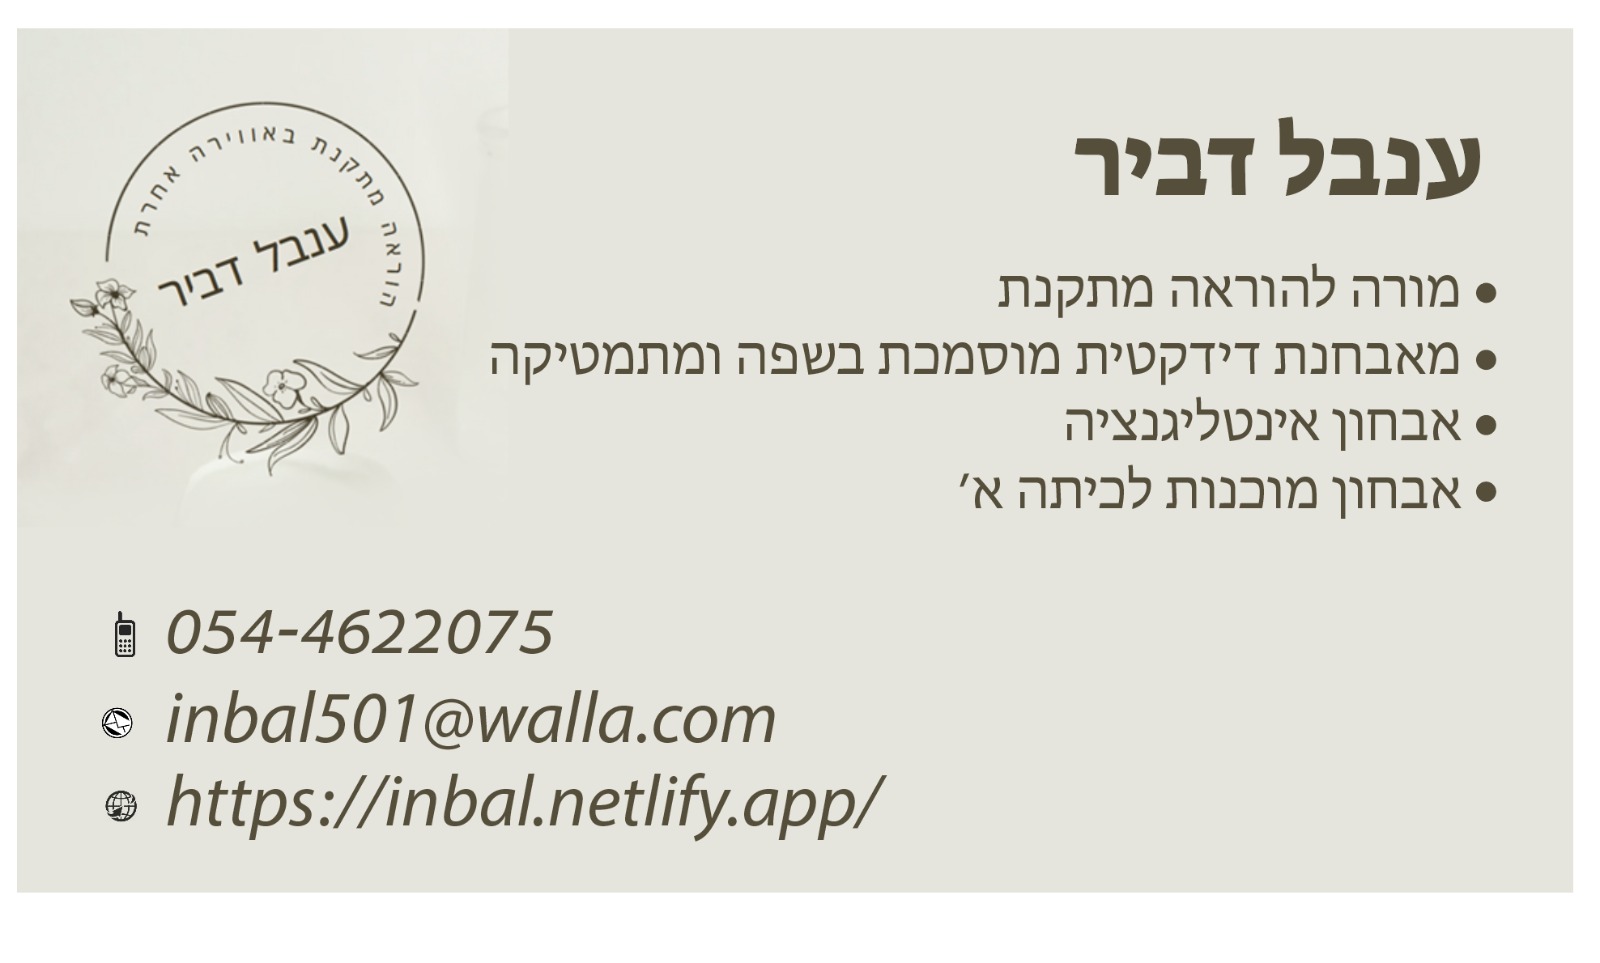 הוראה מתקנת באווירה אחרת
ענבל דביר
ענבל דביר
• מורה להוראה מתקנת
• מאבחנת דידקטית מוסמכת בשפה ומתמטיקה
• אבחון אינטליגנציה
• אבחון מוכנות לכיתה א׳
054-4622075
inbal501@walla.com
https://inbal.netlify.app/